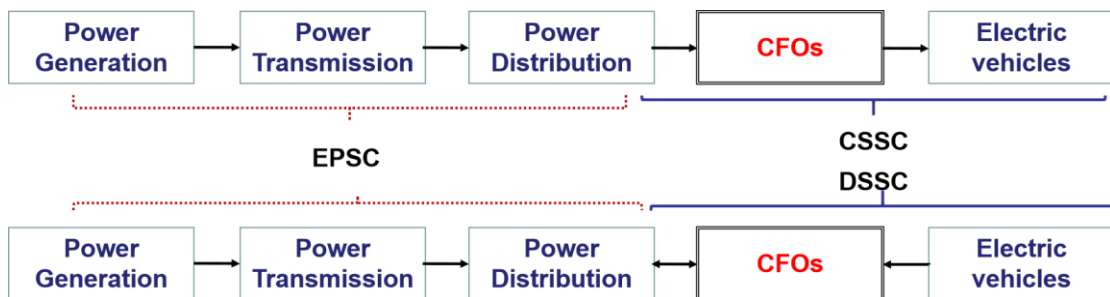 Power
Generation
Power
Transmission
Power
Distribution
CFOs
Electric
vehicles
EPSC
CSSC
DSSC
Power
Generation
Power
Transmission
Power
Distribution
CFOs
Electric
vehicles